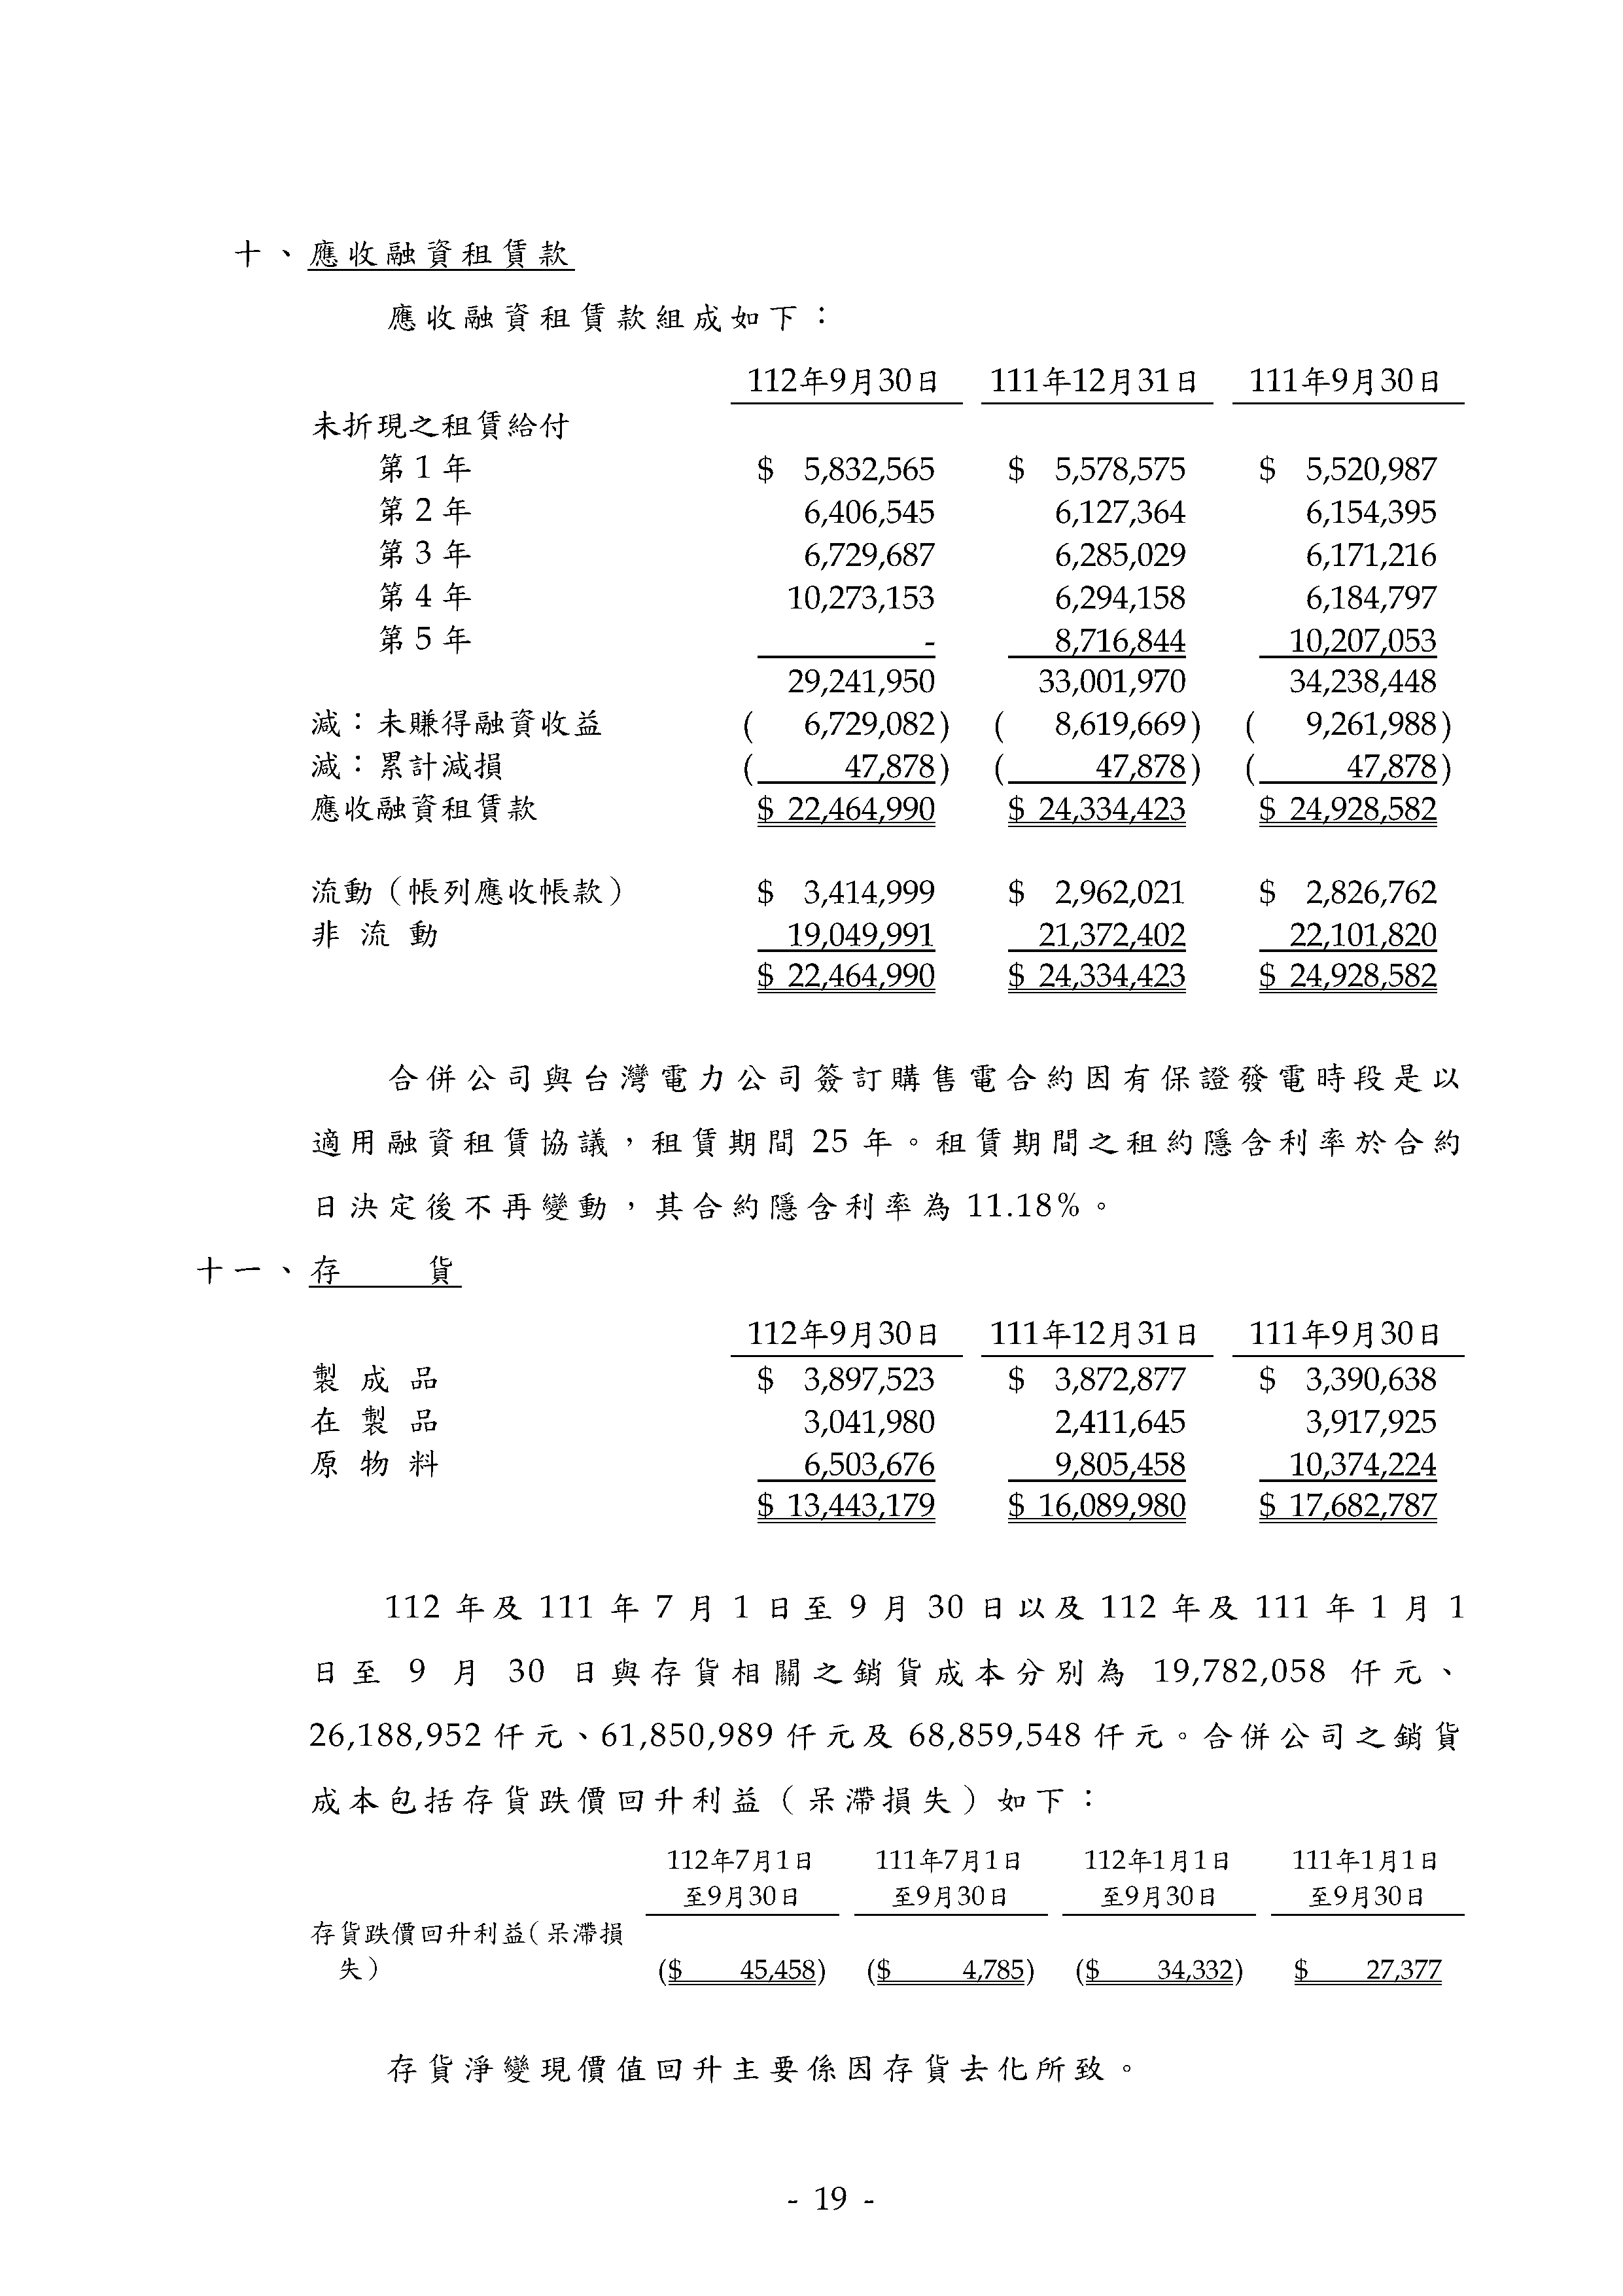 十、應收融資租賃款
應收融資租賃款組成如下：
112年9月30日 111年12月31日 111年9月30日
未折現之租賃給付
第1年 $ 5,832,565 $ 5,578,575 $ 5,520,987
第2年 6,406,545 6,127,364 6,154,395
第3年 6,729,687 6,285,029 6,171,216
第4年 10,273,153 6,294,158 6,184,797
第5年 - 8,716,844 10,207,053
29,241,950 33,001,970 34,238,448
減：未賺得融資收益 ( 6,729,082) ( 8,619,669) ( 9,261,988)
減：累計減損 ( 47,878) ( 47,878) ( 47,878)
應收融資租賃款 $ 22,464,990 $ 24,334,423 $ 24,928,582
流動（帳列應收帳款） $ 3,414,999 $ 2,962,021 $ 2,826,762
非流動 19,049,991 21,372,402 22,101,820
$ 22,464,990 $ 24,334,423 $ 24,928,582
合併公司與台灣電力公司簽訂購售電合約因有保證發電時段是以
適用融資租賃協議，租賃期間 25 年。租賃期間之租約隱含利率於合約
日決定後不再變動，其合約隱含利率為 11.18%。
十一、存貨
112年9月30日 111年12月31日 111年9月30日
製成品 $ 3,897,523 $ 3,872,877 $ 3,390,638
在製品 3,041,980 2,411,645 3,917,925
原物料 6,503,676 9,805,458 10,374,224
$ 13,443,179 $ 16,089,980 $ 17,682,787
112 年及 111 年 7 月 1 日至 9 月 30 日以及 112 年及 111 年 1 月 1
日至 9 月 30 日與存貨相關之銷貨成本分別為 19,782,058 仟元、
26,188,952 仟元、61,850,989 仟元及 68,859,548 仟元。合併公司之銷貨
成本包括存貨跌價回升利益（呆滯損失）如下：
112年7月1日 111年7月1日 112年1月1日 111年1月1日
至9月30日 至9月30日 至9月30日 至9月30日
存貨跌價回升利益（呆滯損
失） ($ 45,458) ($ 4,785) ($ 34,332) $ 27,377
存貨淨變現價值回升主要係因存貨去化所致。
- 19 -